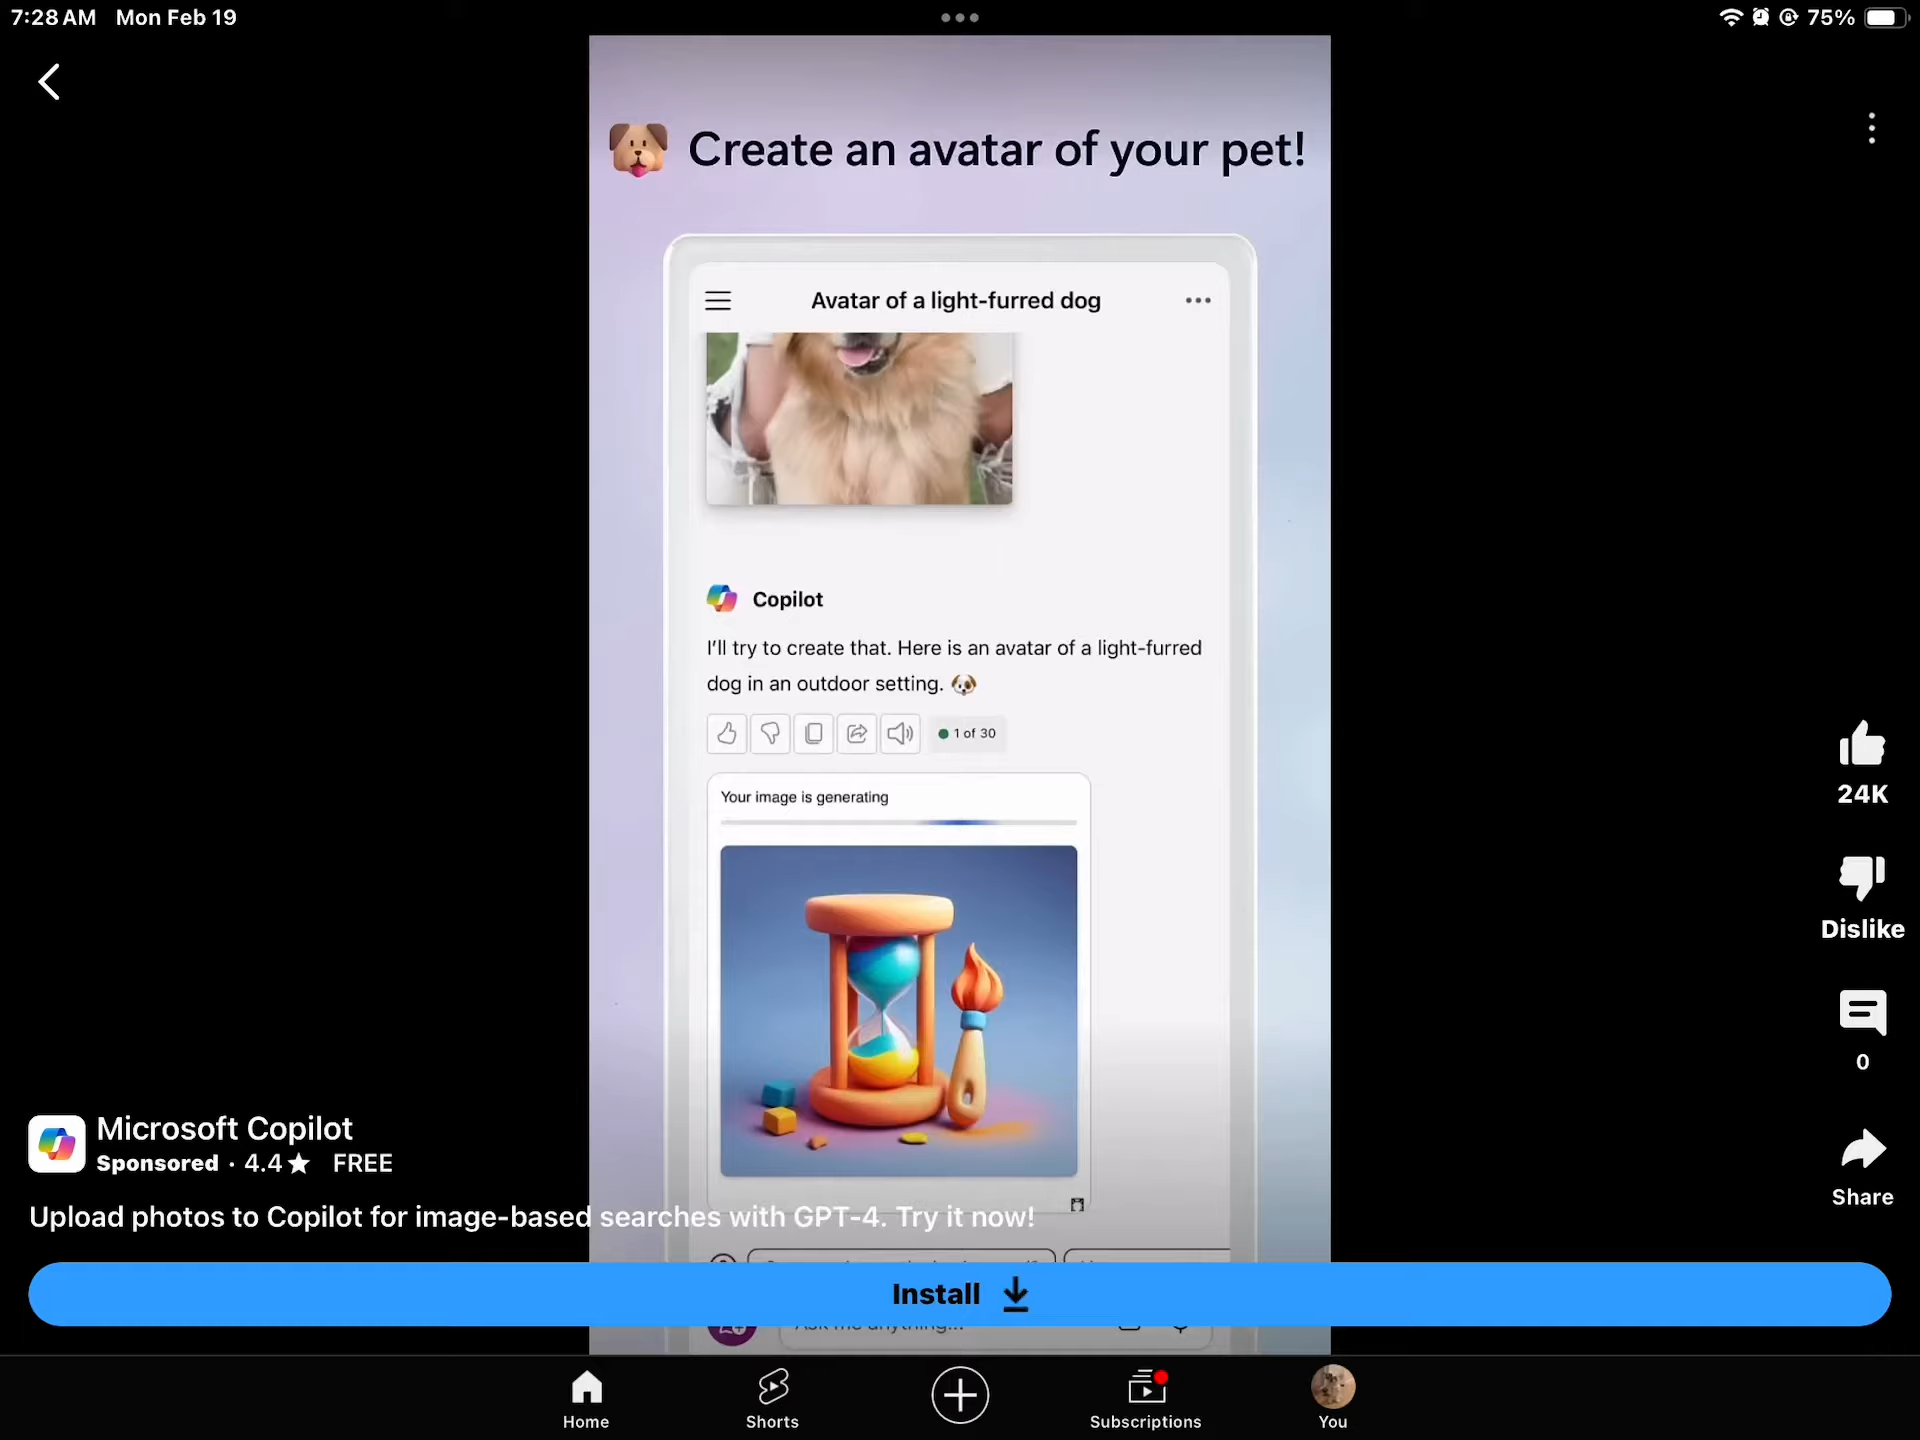 7:28 AM Mon Feb 19
75%
Create an avatar of your pet!
Avatar of a light-furred dog
Copilot
I'll try to create that. Here is an avatar of a light-furred
dog in an outdoor setting.
1 of 30
Your image is generating
24K
Dislike
0
Share
Microsoft Copilot
Sponsored · 4.4★ FREE
Upload photos to Copilot for image-based searches with GPT-4. Try it now!
Install
Ask me anything...
Home
Shorts
Subscriptions
You